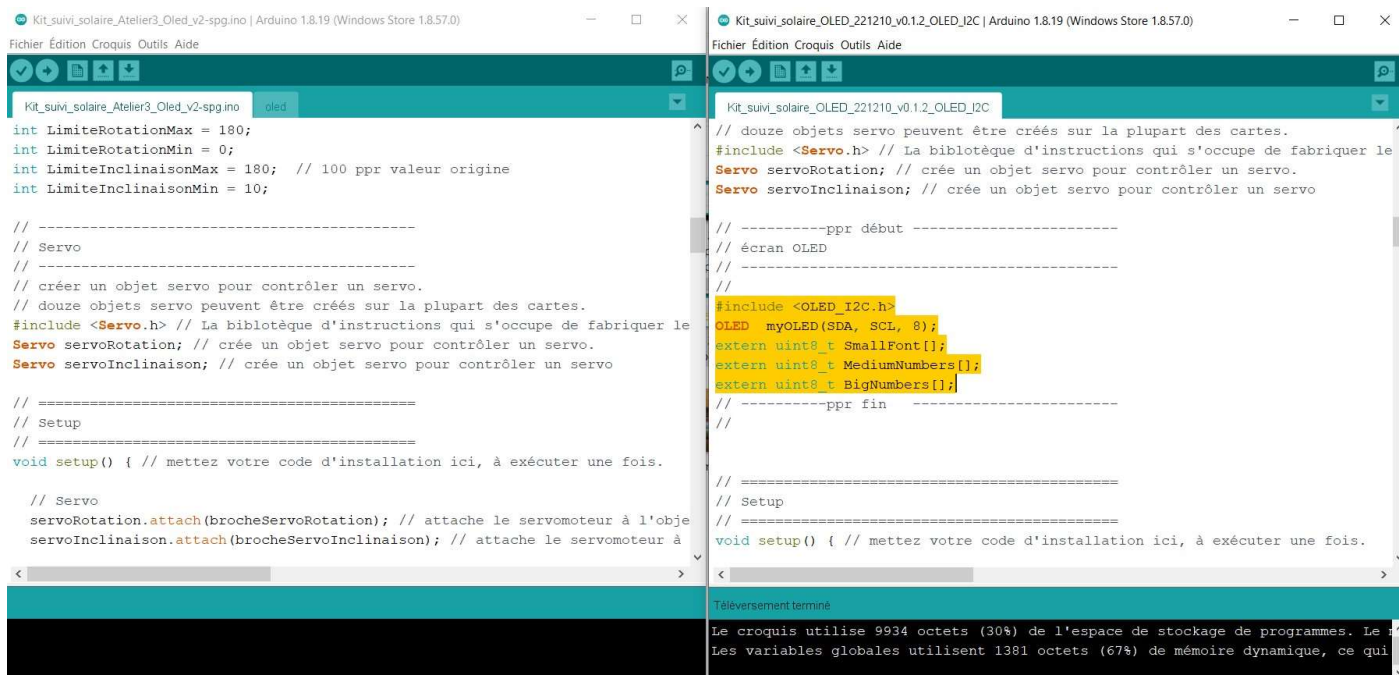 Kit_suivi_solaire_Atelier3_Oled_v2-spg.ino | Arduino 1.8.19 (Windows Store 1.8.57.0)
Fichier Édition Croquis Outils Aide
Kit_suivi_solaire_Atelier3_Oled_v2-spg.ino
oled
int LimiteRotationMax = 180;
int LimiteRotationMin = 0;
int LimiteInclinaisonMax = 180;  // 100 ppr valeur origine
int LimiteInclinaisonMin = 10;
// --------------------------------------------
// Servo
// --------------------------------------------
// créer un objet servo pour contrôler un servo.
// douze objets servo peuvent être créés sur la plupart des cartes.
#include <Servo.h> // La biblotèque d'instructions qui s'occupe de fabriquer le
Servo servoRotation; // crée un objet servo pour contrôler un servo.
Servo servoInclinaison; // crée un objet servo pour contrôler un servo
// ============================================
// Setup
// ============================================
void setup() { // mettez votre code d'installation ici, à exécuter une fois.
// Servo
servoRotation.attach(brocheServoRotation); // attache le servomoteur à l'obje
servoInclinaison.attach(brocheServoInclinaison); // attache le servomoteur à
Kit_suivi_solaire_OLED_221210_v0.1.2_OLED_I2C | Arduino 1.8.19 (Windows Store 1.8.57.0)
Fichier Édition Croquis Outils Aide
Kit_suivi_solaire_OLED_221210_v0.1.2_OLED_I2C
// douze objets servo peuvent être créés sur la plupart des cartes.
#include <Servo.h> // La biblotèque d'instructions qui s'occupe de fabriquer le
Servo servoRotation; // crée un objet servo pour contrôler un servo.
Servo servoInclinaison; // crée un objet servo pour contrôler un servo
// ----------ppr début ------------------------
// écran OLED
// --------------------------------------------
//
#include <OLED_I2C.h>
OLED  myOLED(SDA, SCL, 8);
extern uint8_t SmallFont[];
extern uint8_t MediumNumbers[];
extern uint8_t BigNumbers[];
// ----------ppr fin   ------------------------
//
// ============================================
// Setup
// ============================================
void setup() { // mettez votre code d'installation ici, à exécuter une fois.
Téléversement terminé
Le croquis utilise 9934 octets (30%) de l'espace de stockage de programmes. Le
Les variables globales utilisent 1381 octets (67%) de mémoire dynamique, ce qui